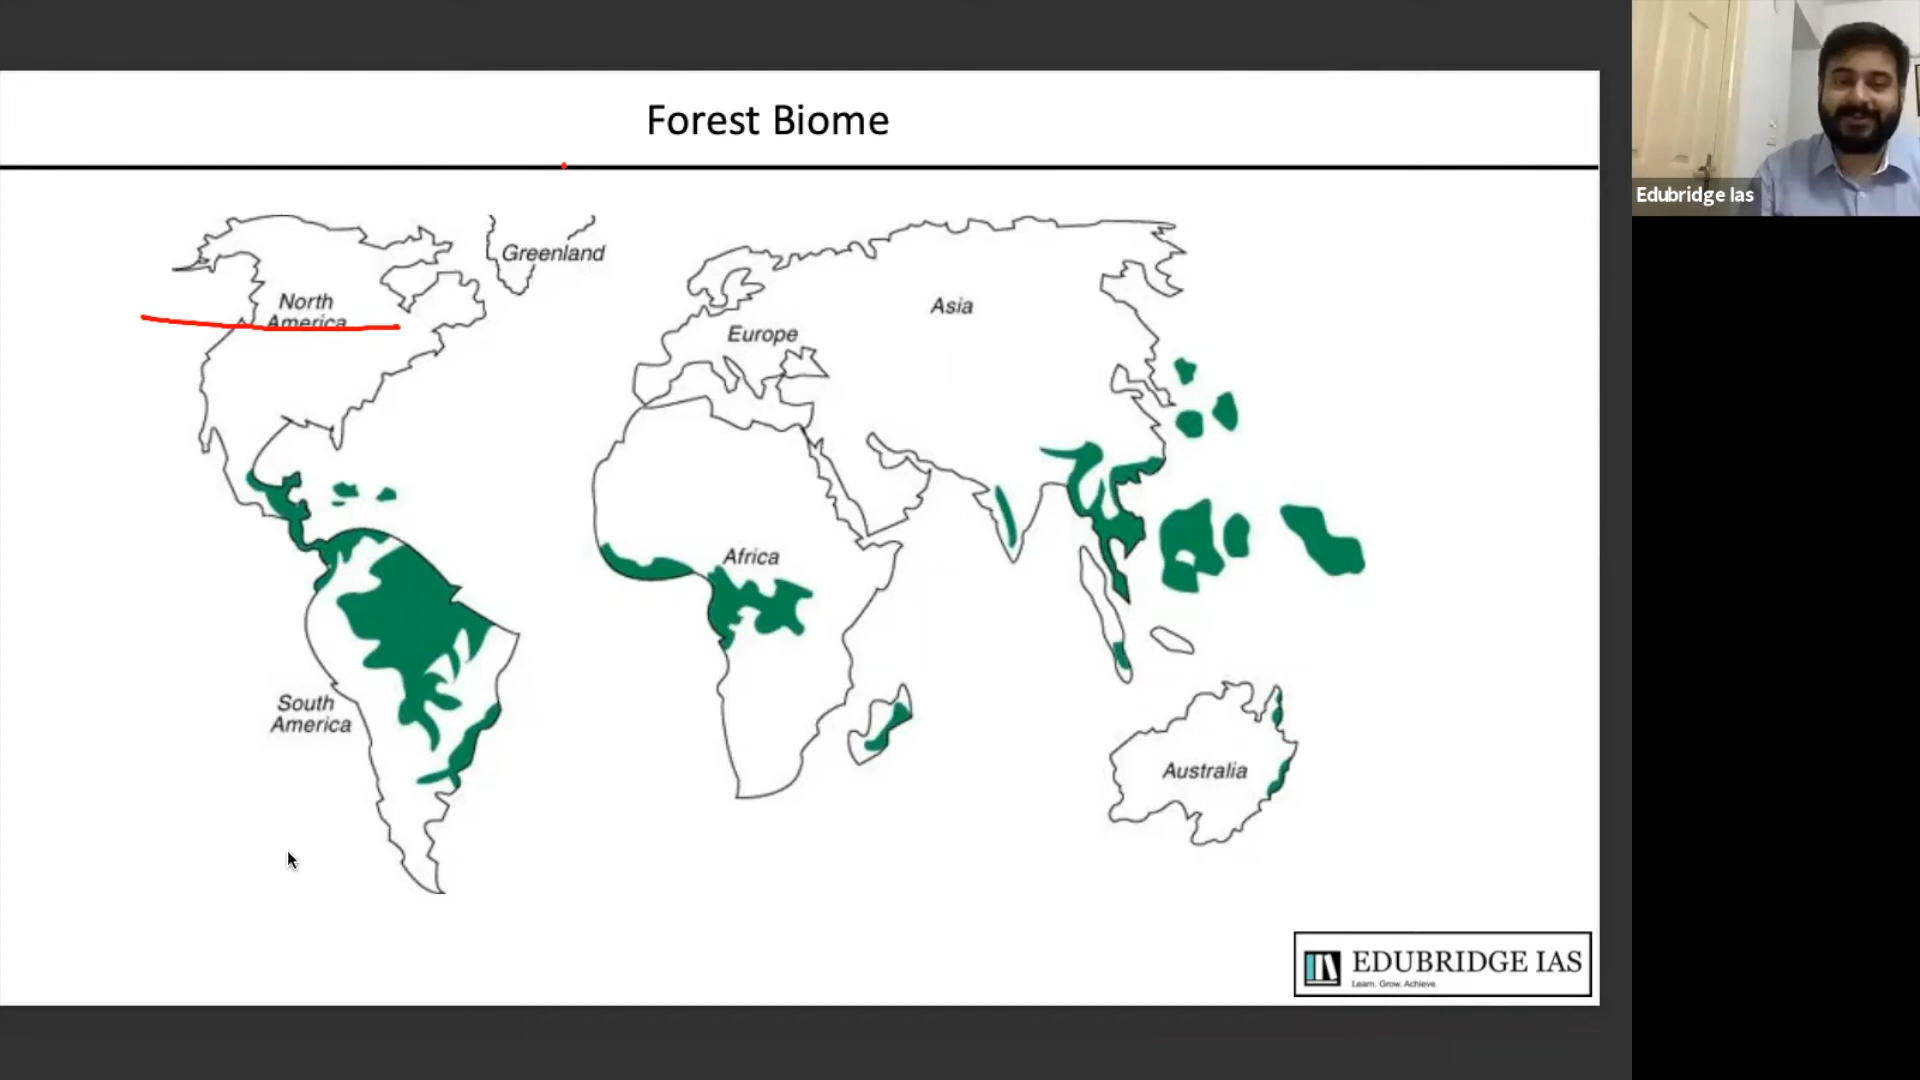 Forest Biome
Edubridge Ias
Greenland
North
America
Asia
Europe
Africa
South
America
Australia
EDUBRIDGE IAS
Learn. Grow. Achieve.